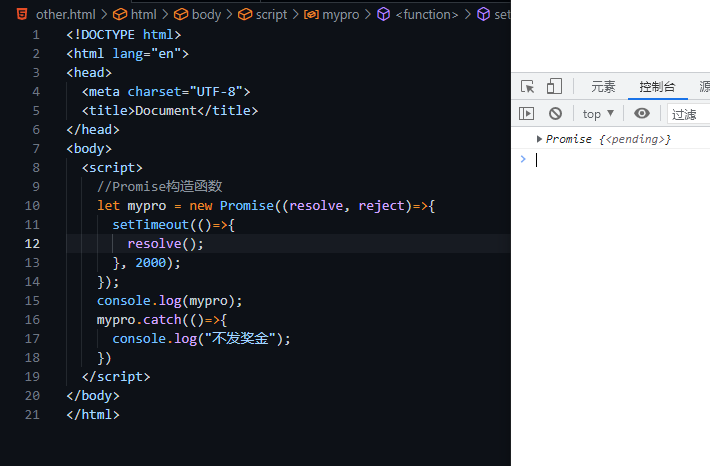 other.html > html > body > script > mypro > <function> > set
1 <!DOCTYPE html>
2 <html lang="en">
3 <head>
4 <meta charset="UTF-8">
5 <title>Document</title>
6 </head>
7 <body>
8 <script>
9 //Promise构造函数
10 let mypro = new Promise((resolve, reject)=>{
11 setTimeout(()=>{
12 resolve();
13 }, 2000);
14 });
15 console.log(mypro);
16 mypro.catch(()=>{
17 console.log("不发奖金");
18 })
19 </script>
20 </body>
21 </html>
元素 控制台 源
top ▼ 过滤
Promise {<pending>}
>